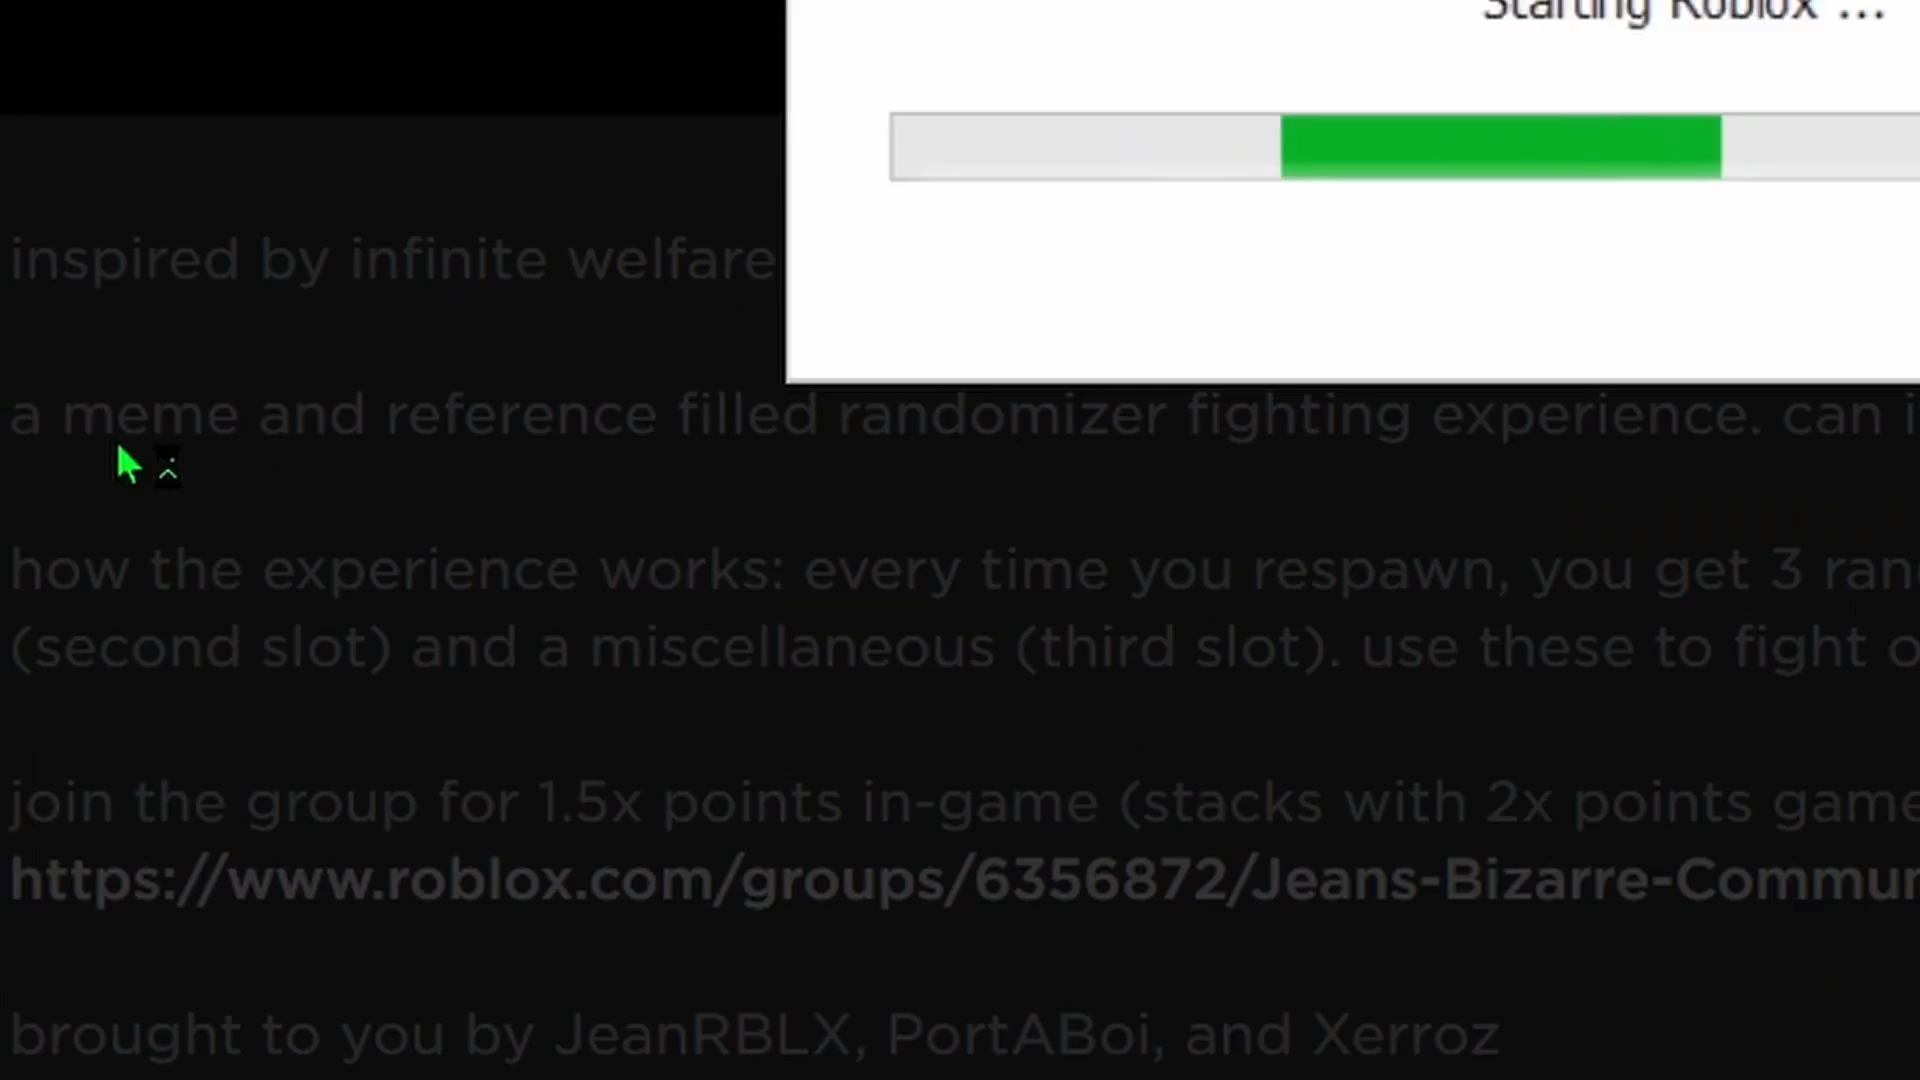 Starting Roblox ...
inspired by infinite welfare
a meme and reference filled randomizer fighting experience. can i
how the experience works: every time you respawn, you get 3 ran
(second slot) and a miscellaneous (third slot). use these to fight o
join the group for 1.5x points in-game (stacks with 2x points game
https://www.roblox.com/groups/6356872/Jeans-Bizarre-Commun
brought to you by JeanRBLX, PortABoi, and Xerroz